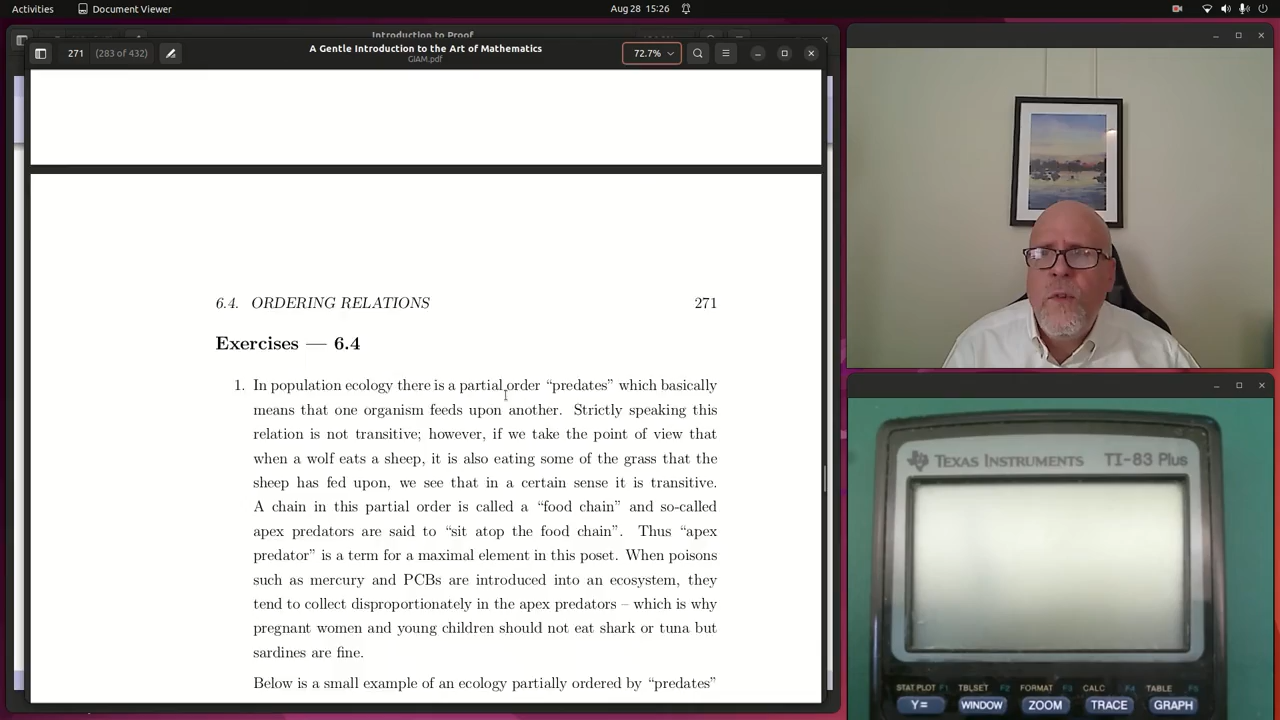 Activities
Document Viewer
Aug 28 15:26
Introduction to Proof
271
(283 of 432)
A Gentle Introduction to the Art of Mathematics
GIAM.pdf
72.7%
6.4. ORDERING RELATIONS
271
Exercises — 6.4
1. In population ecology there is a partial order “predates” which basically
means that one organism feeds upon another. Strictly speaking this
relation is not transitive; however, if we take the point of view that
when a wolf eats a sheep, it is also eating some of the grass that the
sheep has fed upon, we see that in a certain sense it is transitive.
A chain in this partial order is called a “food chain” and so-called
apex predators are said to “sit atop the food chain”. Thus “apex
predator” is a term for a maximal element in this poset. When poisons
such as mercury and PCBs are introduced into an ecosystem, they
tend to collect disproportionately in the apex predators – which is why
pregnant women and young children should not eat shark or tuna but
sardines are fine.
Below is a small example of an ecology partially ordered by “predates”
TEXAS INSTRUMENTS TI-83 Plus
STAT PLOT F1 TBLSET F2 FORMAT F3 CALC F4 TABLE F5
Y= WINDOW ZOOM TRACE GRAPH